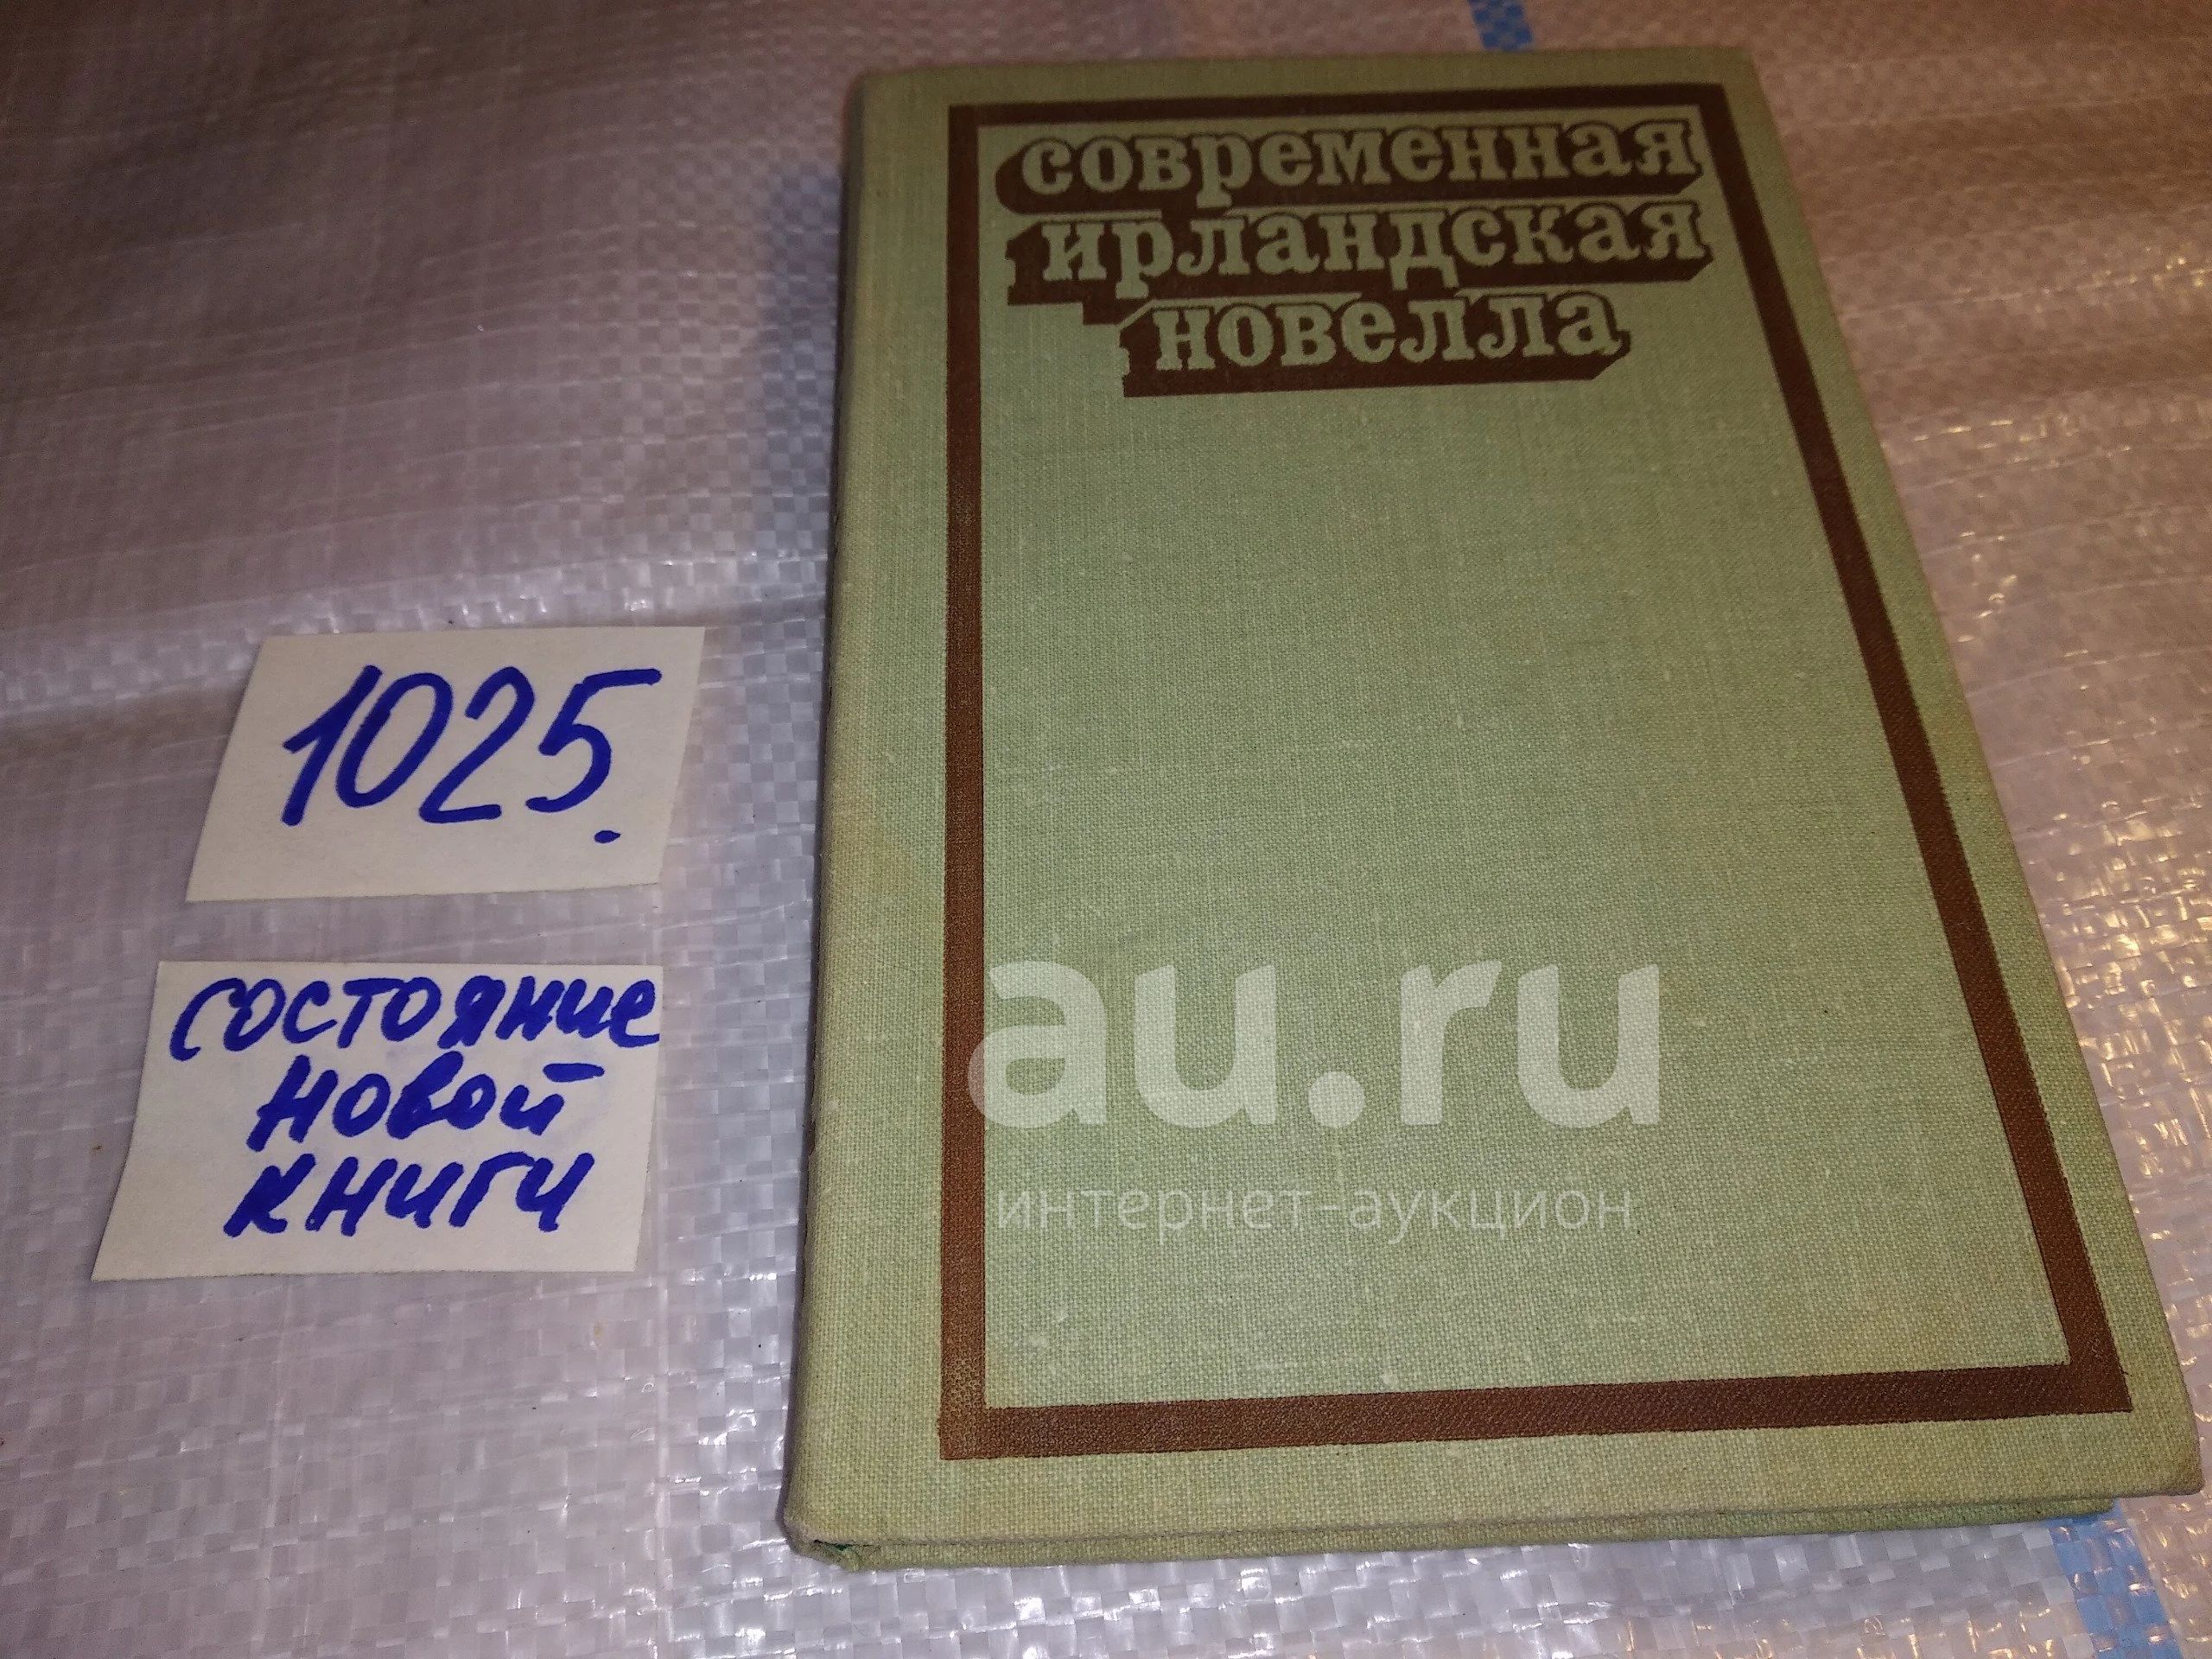 современная
ирландская
новелла
1025.
состояние
новой
книги
au.ru
интернет-аукцион